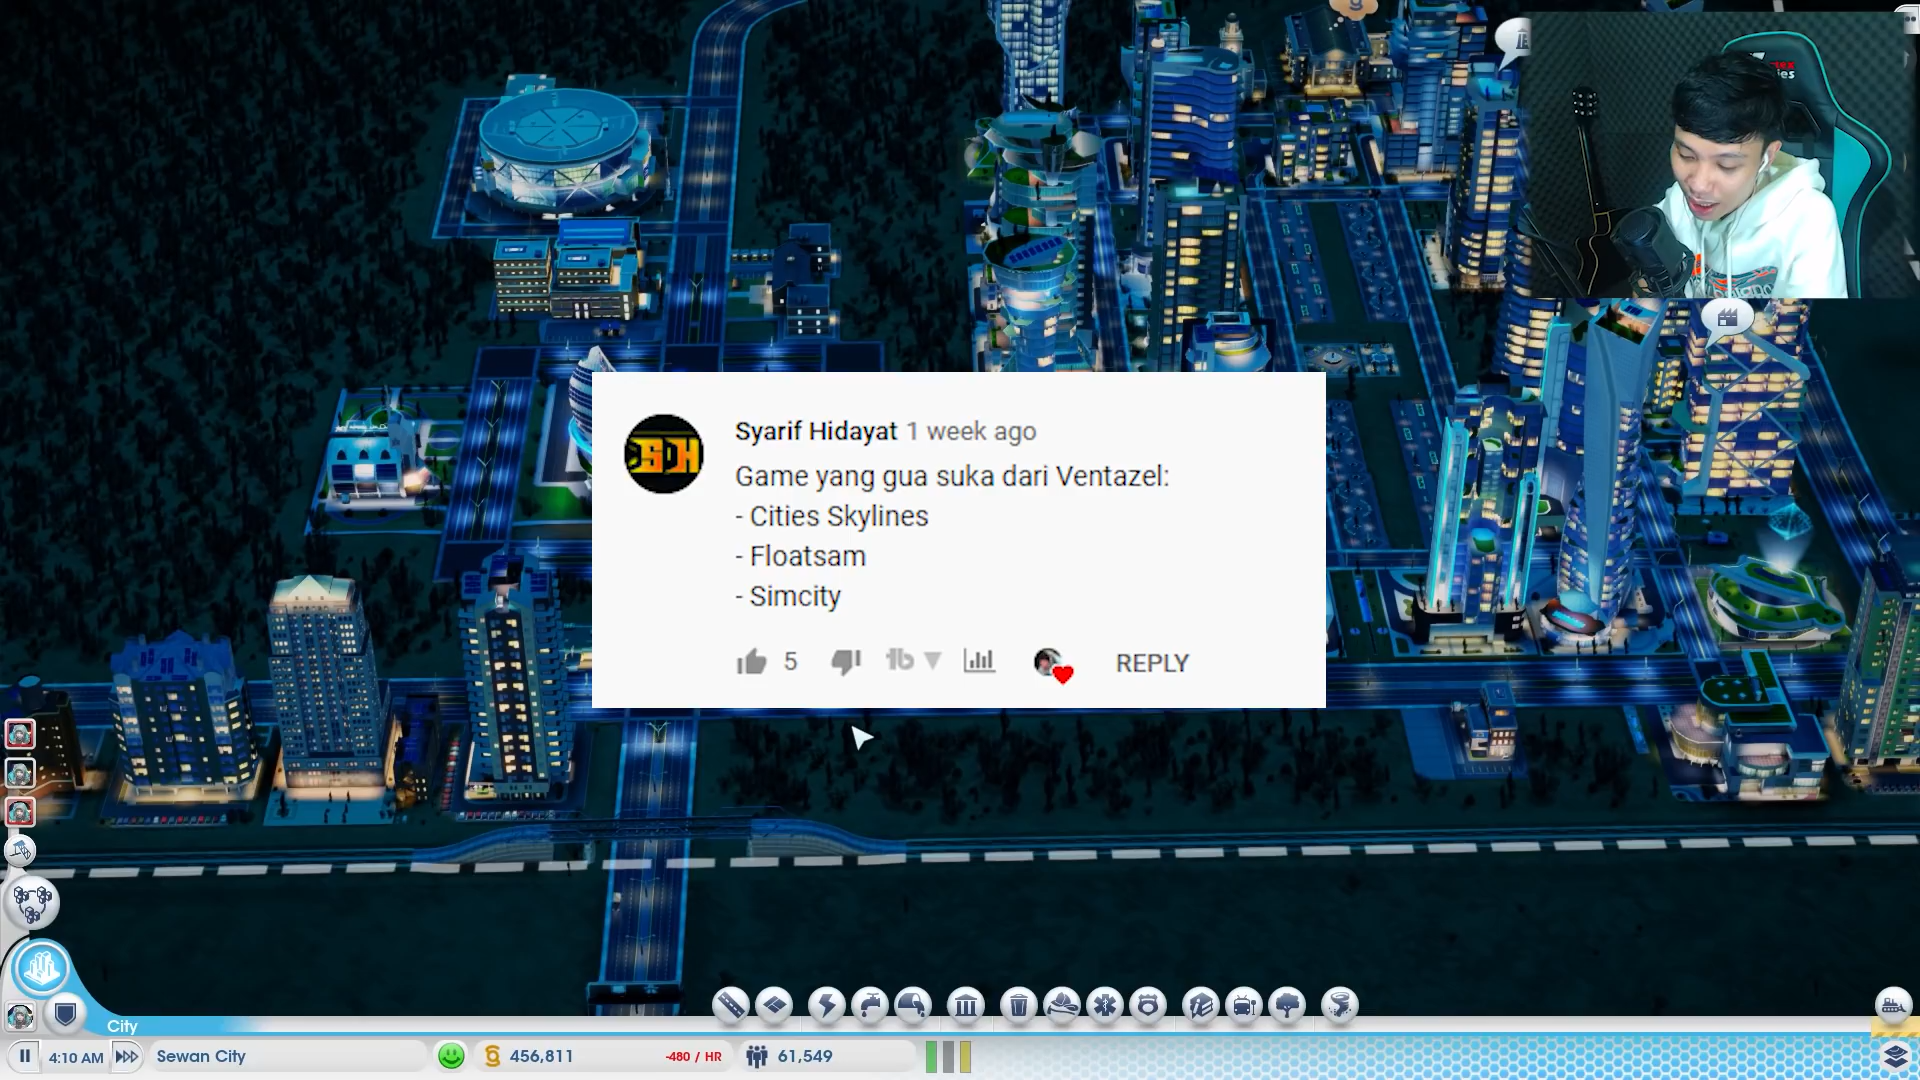 SDH
Syarif Hidayat 1 week ago
Game yang gua suka dari Ventazel:
- Cities Skylines
- Floatsam
- Simcity
5
REPLY
City
4:10 AM
Sewan City
456,811
-480 / HR
61,549